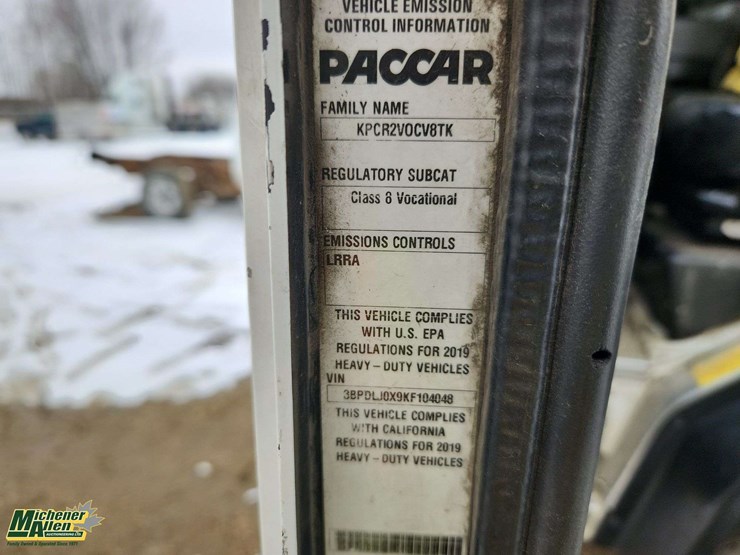 VEHICLE EMISSION
CONTROL INFORMATION
PACCAR
FAMILY NAME
KPCR2VOCV8TK
REGULATORY SUBCAT
Class 8 Vocational
EMISSIONS CONTROLS
LRRA
THIS VEHICLE COMPLIES
WITH U.S. EPA
REGULATIONS FOR 2019
HEAVY – DUTY VEHICLES
VIN
3BPDLJ0X9KF104048
THIS VEHICLE COMPLIES
WITH CALIFORNIA
REGULATIONS FOR 2019
HEAVY – DUTY VEHICLES
Michener
Allen
AUCTIONEERING LTD.